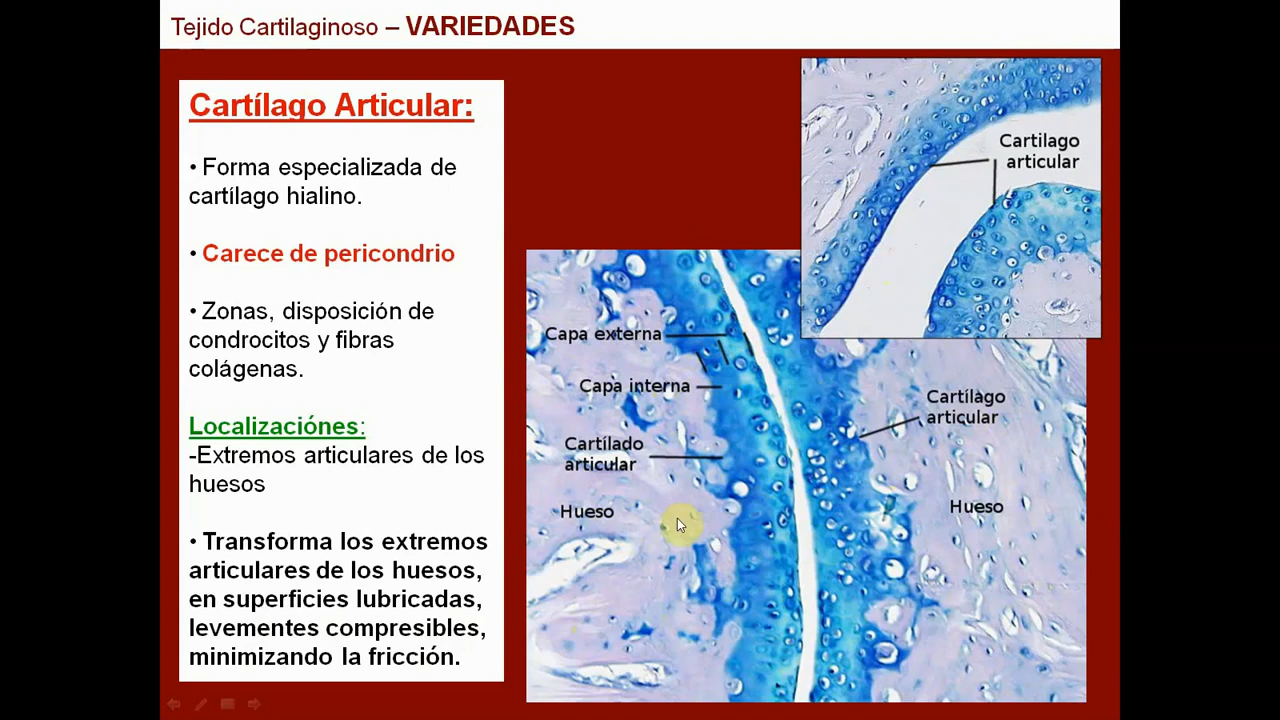 Tejido Cartilaginoso – VARIEDADES
Cartílago Articular:
• Forma especializada de
cartílago hialino.
• Carece de pericondrio
• Zonas, disposición de
condrocitos y fibras
colágenas.
Localizaciónes:
-Extremos articulares de los
huesos
• Transforma los extremos
articulares de los huesos,
en superficies lubricadas,
levementes compresibles,
minimizando la fricción.
Cartilago
articular
Capa externa
Capa interna
Cartílado
articular
Hueso
Cartílago
articular
Hueso